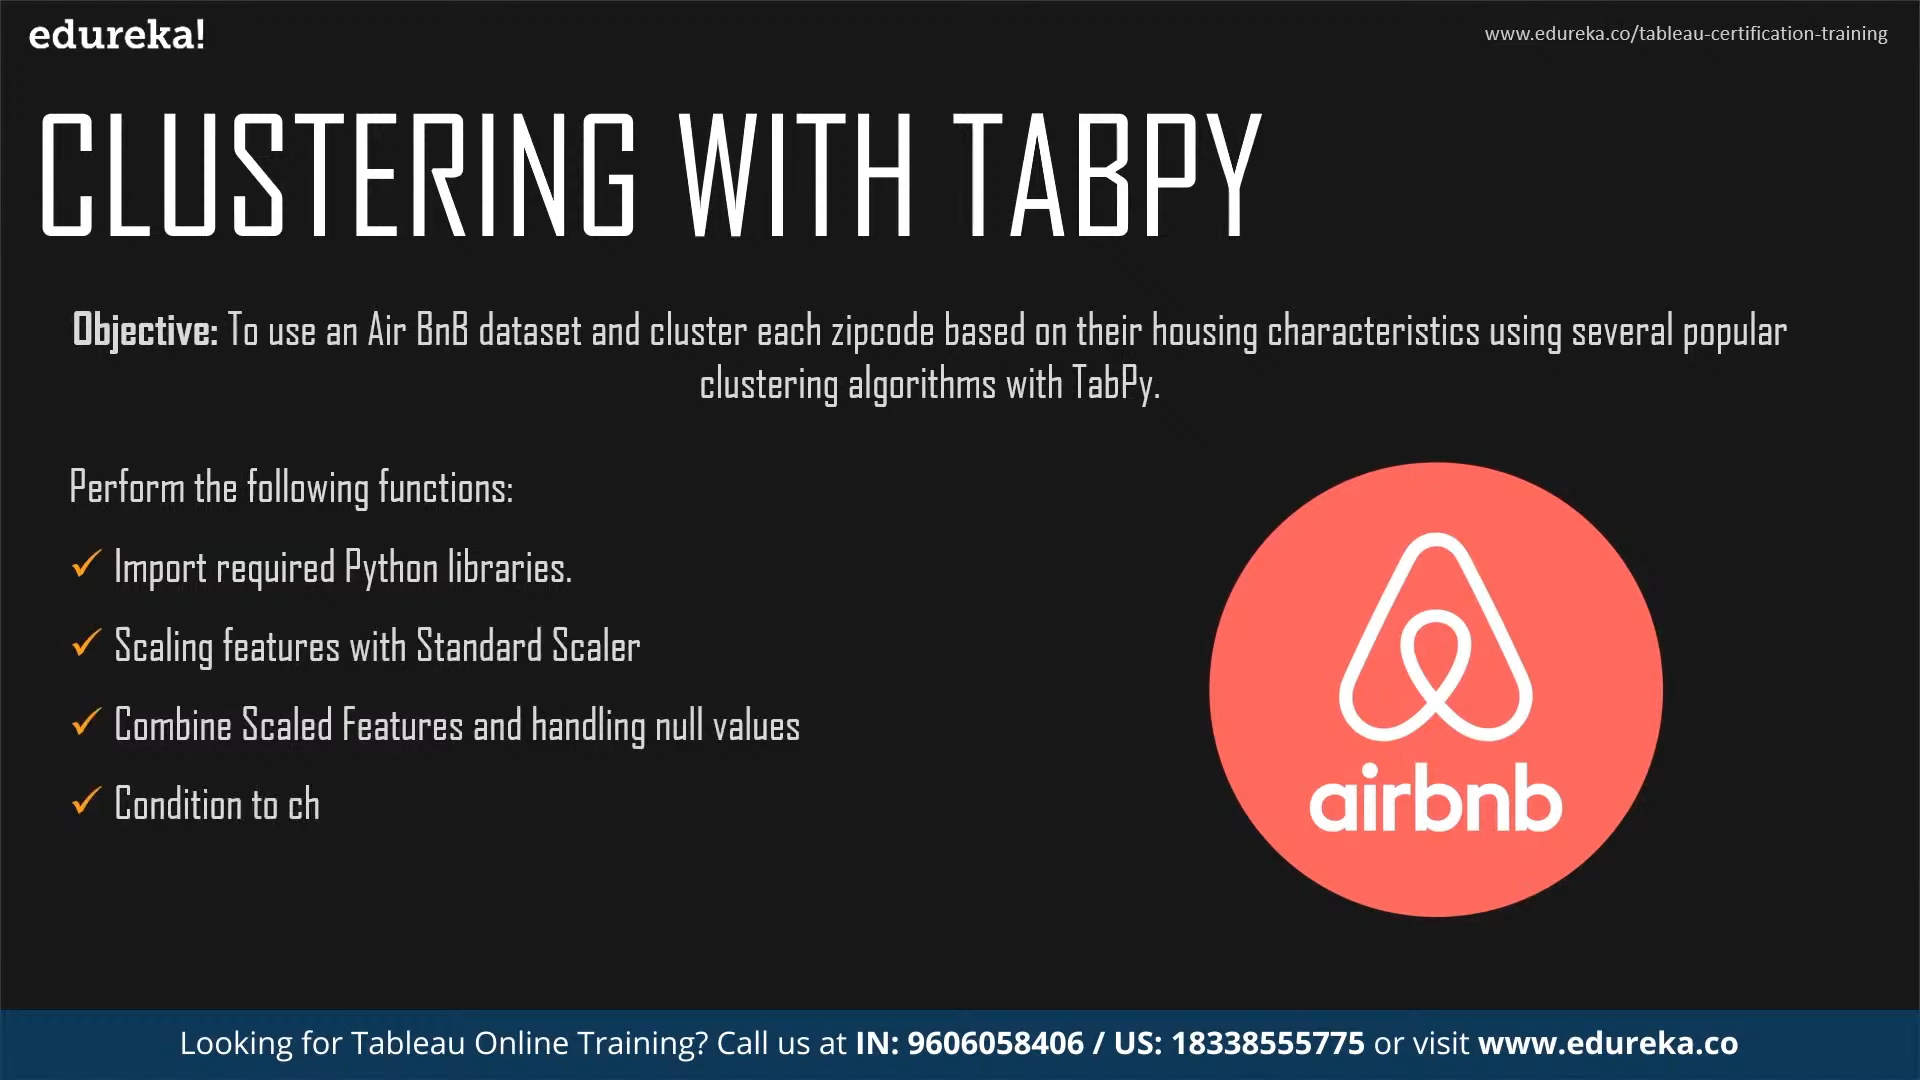 edureka!
www.edureka.co/tableau-certification-training
CLUSTERING WITH TABPY
Objective: To use an Air BnB dataset and cluster each zipcode based on their housing characteristics using several popular
clustering algorithms with TabPy.
Perform the following functions:
✓ Import required Python libraries.
✓ Scaling features with Standard Scaler
✓ Combine Scaled Features and handling null values
✓ Condition to ch
airbnb
Looking for Tableau Online Training? Call us at IN: 9606058406 / US: 18338555775 or visit www.edureka.co